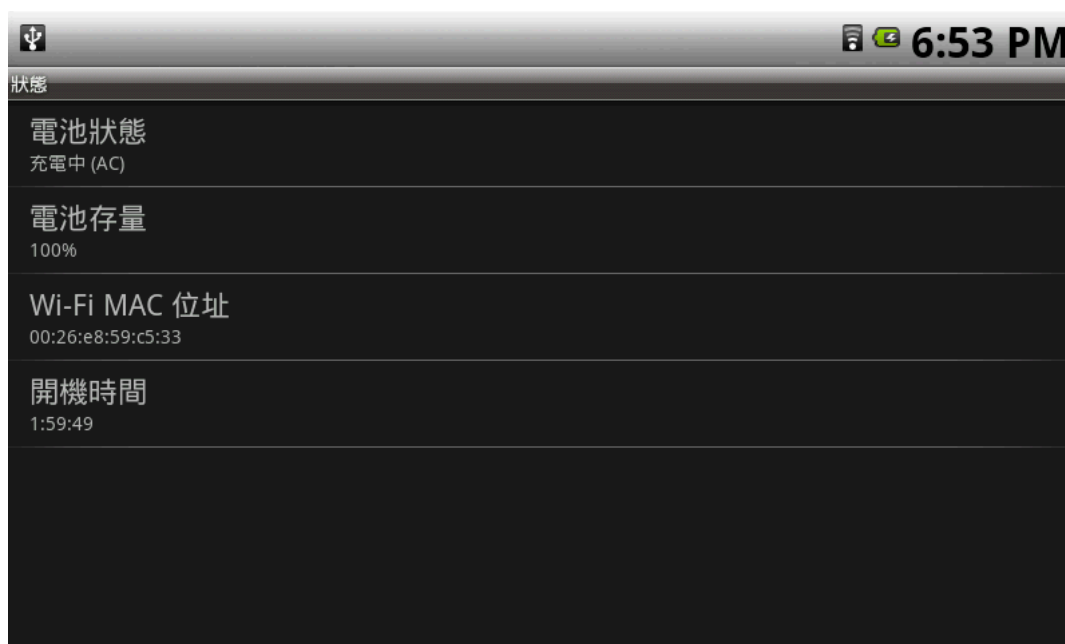 6:53 PM
狀態
電池狀態
充電中 (AC)
電池存量
100%
Wi-Fi MAC 位址
00:26:e8:59:c5:33
開機時間
1:59:49